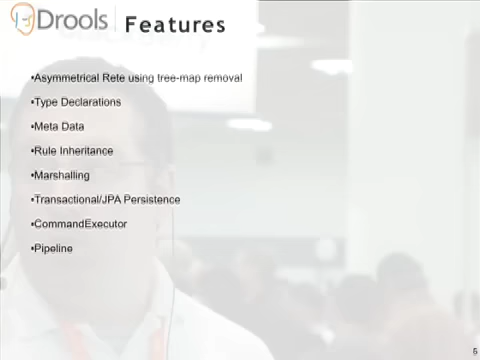 Drools
Features
•Asymmetrical Rete using tree-map removal
•Type Declarations
•Meta Data
•Rule Inheritance
•Marshalling
•Transactional/JPA Persistence
•CommandExecutor
•Pipeline
6